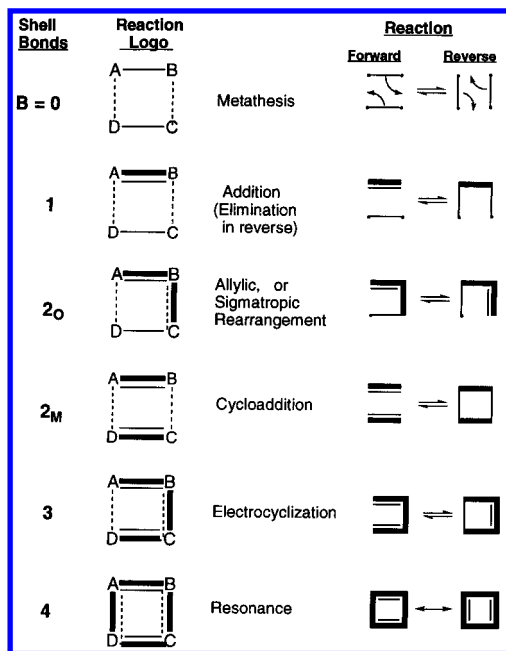 Shell Bonds
Reaction Logo
Reaction
Forward
Reverse
A B
B = 0
Metathesis
D C
A B
1
Addition
(Elimination
in reverse)
D C
A B
2O
Allylic, or
Sigmatropic
Rearrangement
D C
A B
2M
Cycloaddition
D C
A B
3
Electrocyclization
D C
A B
4
Resonance
D C